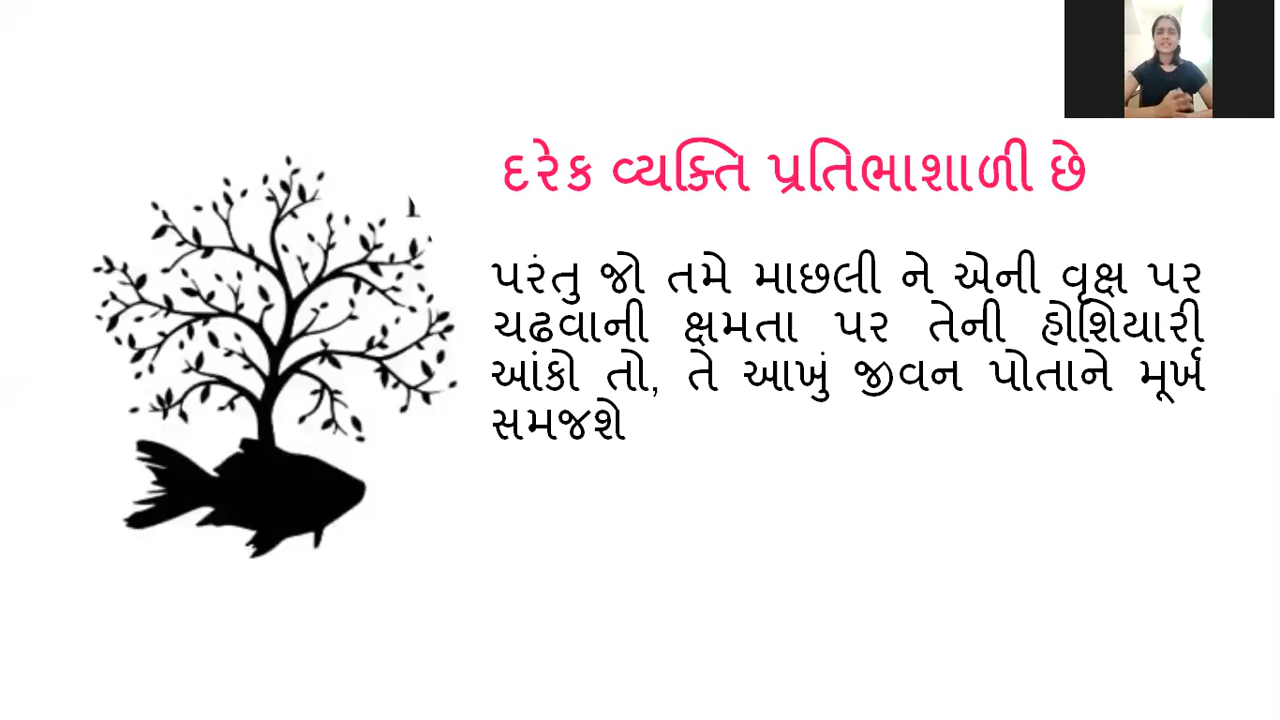 દરેક વ્યક્તિ પ્રતિભાશાળી છે
પરંતુ જો તમે માછલી ને એની વૃક્ષ પર
ચઢવાની ક્ષમતા પર તેની હોશિયારી
આંકો તો, તે આખું જીવન પોતાને મૂર્ખ
સમજશે